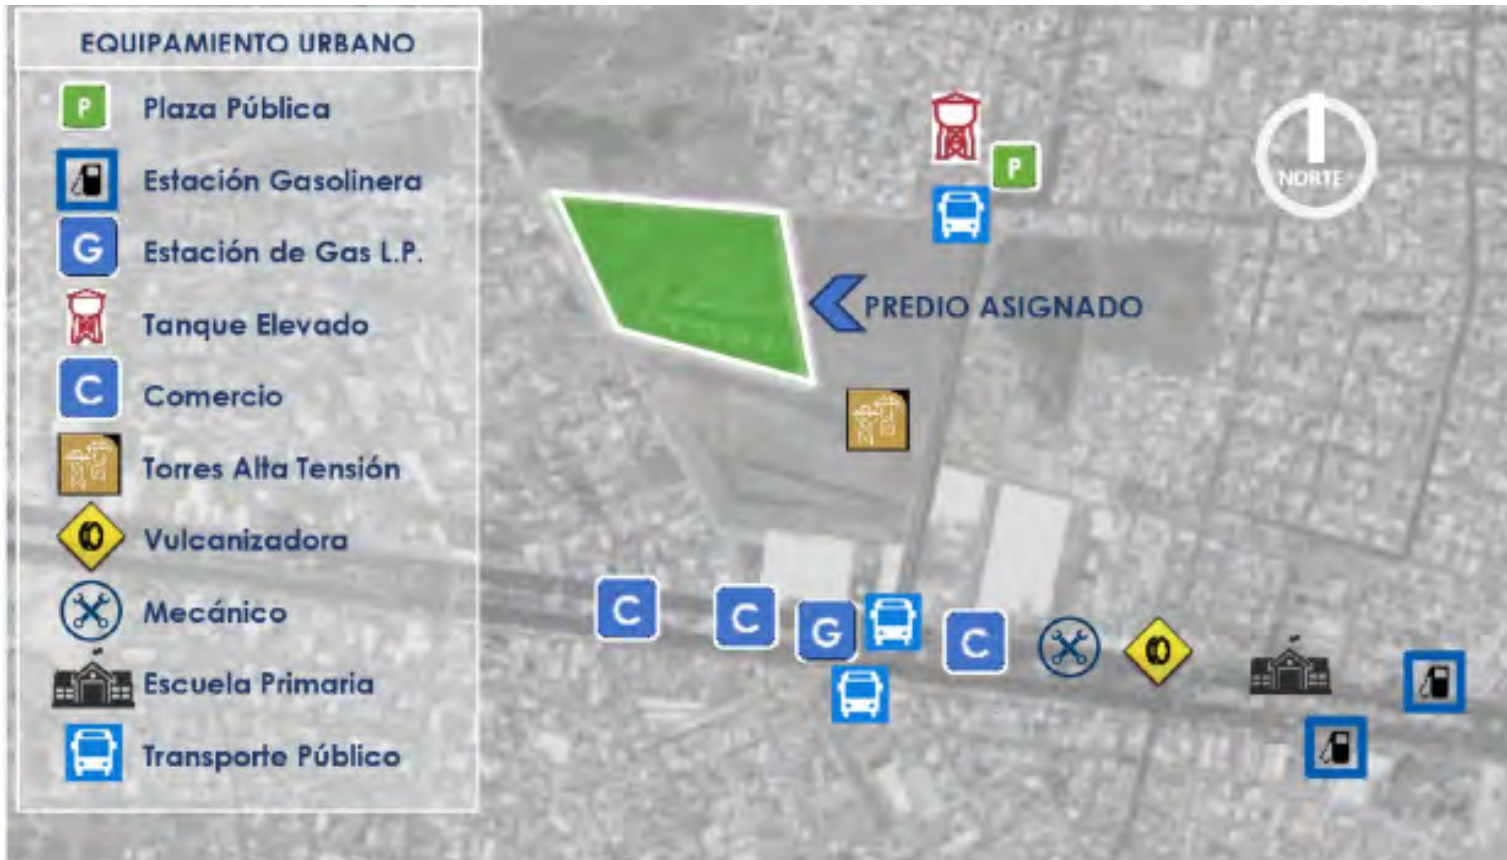 EQUIPAMIENTO URBANO
P Plaza Pública
Estación Gasolinera
G Estación de Gas L.P.
Tanque Elevado
C Comercio
Torres Alta Tensión
Vulcanizadora
Mecánico
Escuela Primaria
Transporte Público
P
NORTE
PREDIO ASIGNADO
C
C
G
C